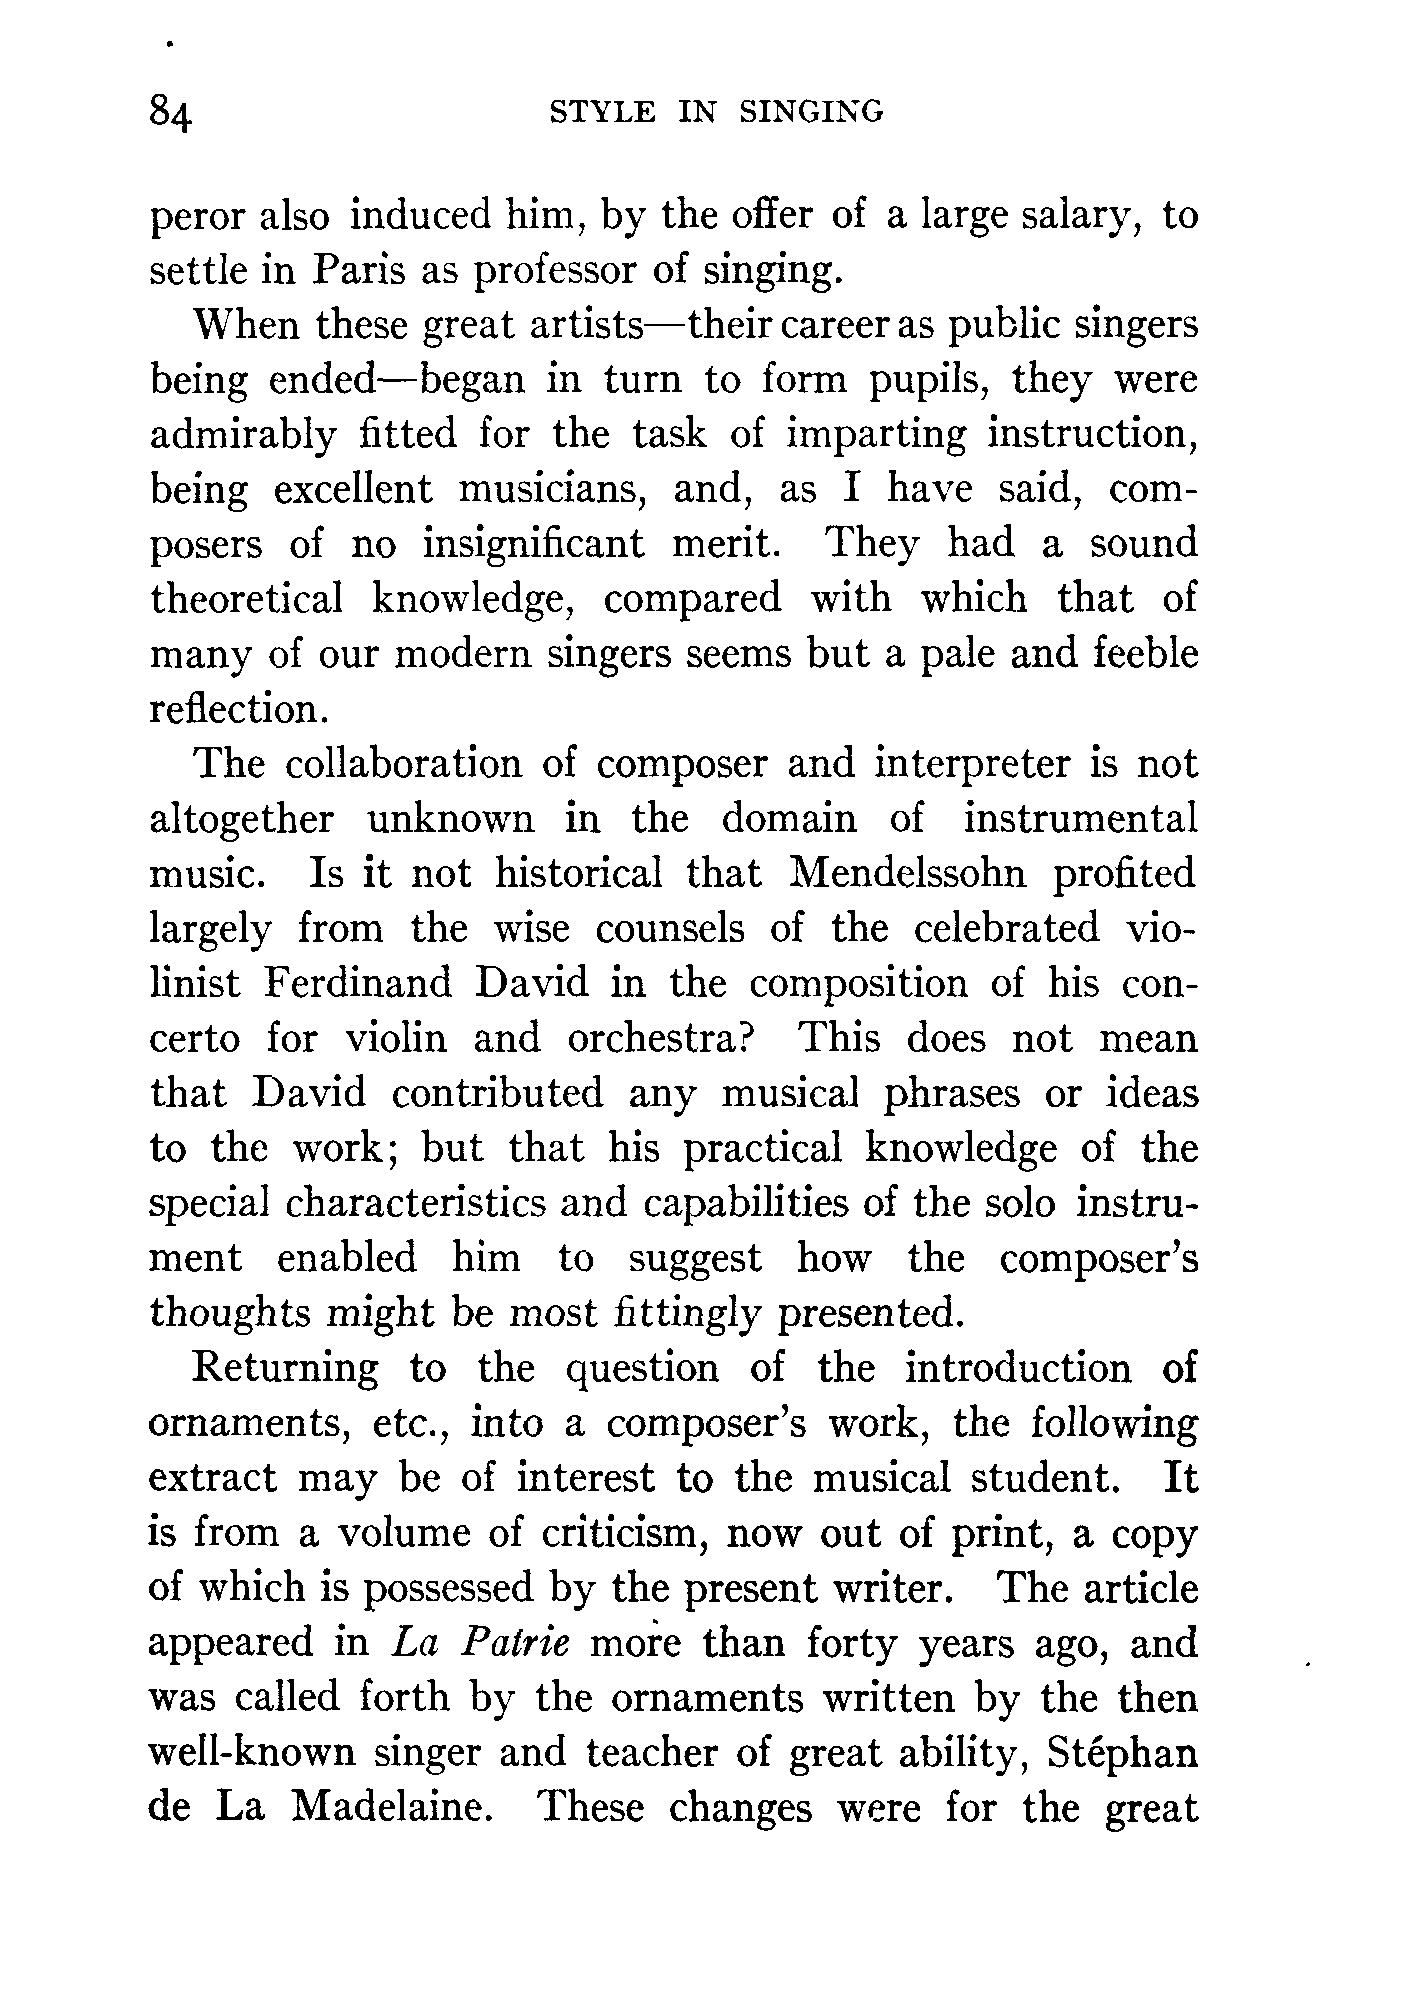 84 STYLE IN SINGING
peror also induced him, by the offer of a large salary, to
settle in Paris as professor of singing.
When these great artists—their career as public singers
being ended—began in turn to form pupils, they were
admirably fitted for the task of imparting instruction,
being excellent musicians, and, as I have said, com-
posers of no insignificant merit. They had a sound
theoretical knowledge, compared with which that of
many of our modern singers seems but a pale and feeble
reflection.
The collaboration of composer and interpreter is not
altogether unknown in the domain of instrumental
music. Is it not historical that Mendelssohn profited
largely from the wise counsels of the celebrated vio-
linist Ferdinand David in the composition of his con-
certo for violin and orchestra? This does not mean
that David contributed any musical phrases or ideas
to the work; but that his practical knowledge of the
special characteristics and capabilities of the solo instru-
ment enabled him to suggest how the composer's
thoughts might be most fittingly presented.
Returning to the question of the introduction of
ornaments, etc., into a composer's work, the following
extract may be of interest to the musical student. It
is from a volume of criticism, now out of print, a copy
of which is possessed by the present writer. The article
appeared in La Patrie more than forty years ago, and
was called forth by the ornaments written by the then
well-known singer and teacher of great ability, Stéphan
de La Madelaine. These changes were for the great